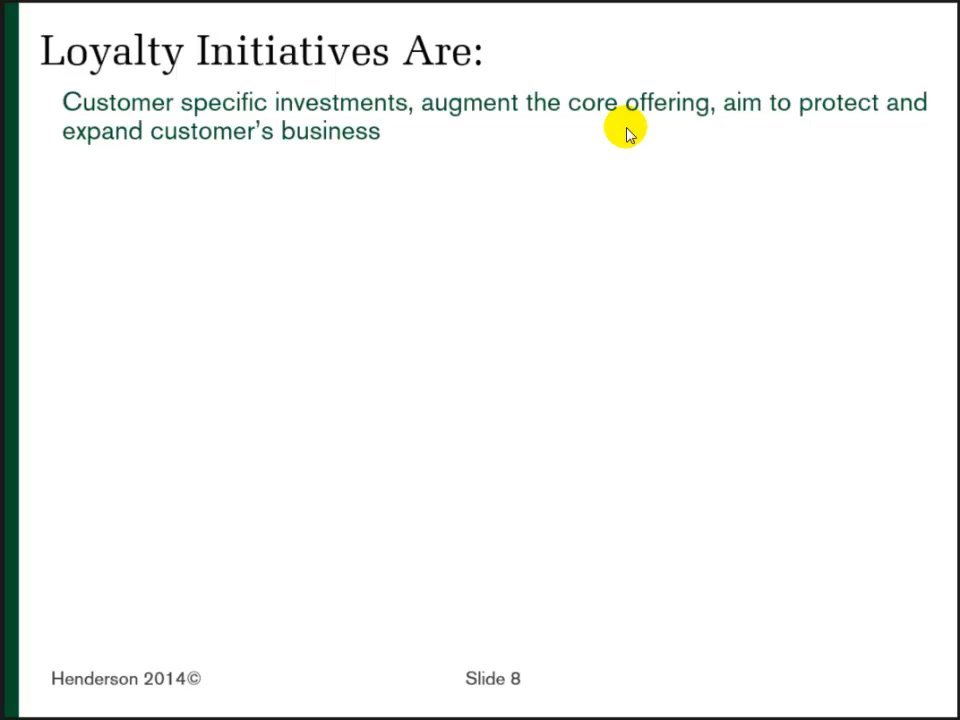 Loyalty Initiatives Are:
Customer specific investments, augment the core offering, aim to protect and
expand customer’s business
Henderson 2014©
Slide 8